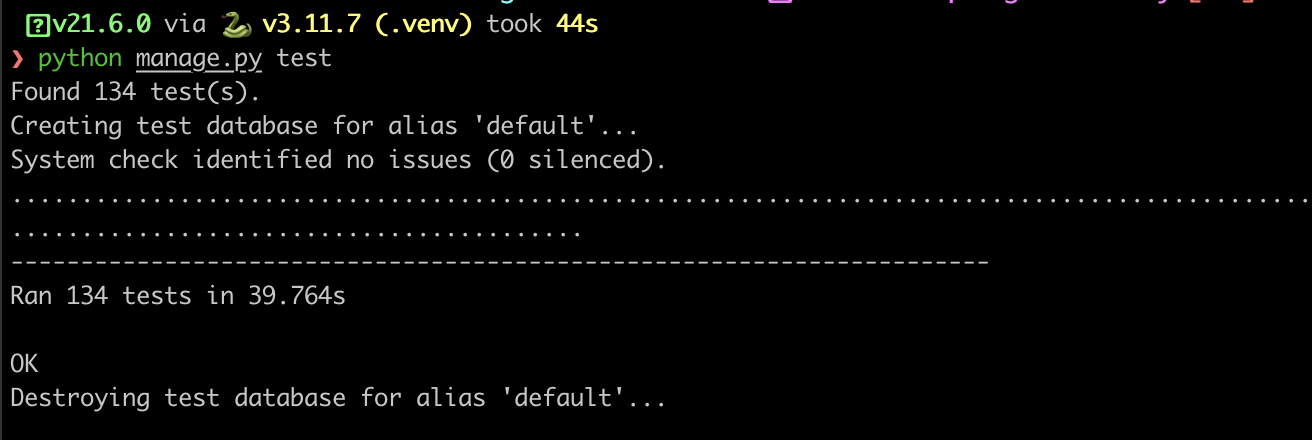 v21.6.0 via 🐍 v3.11.7 (.venv) took 44s
❯ python manage.py test
Found 134 test(s).
Creating test database for alias 'default'...
System check identified no issues (0 silenced).
.............................................................................................
.........................................
----------------------------------------------------------------------
Ran 134 tests in 39.764s
OK
Destroying test database for alias 'default'...